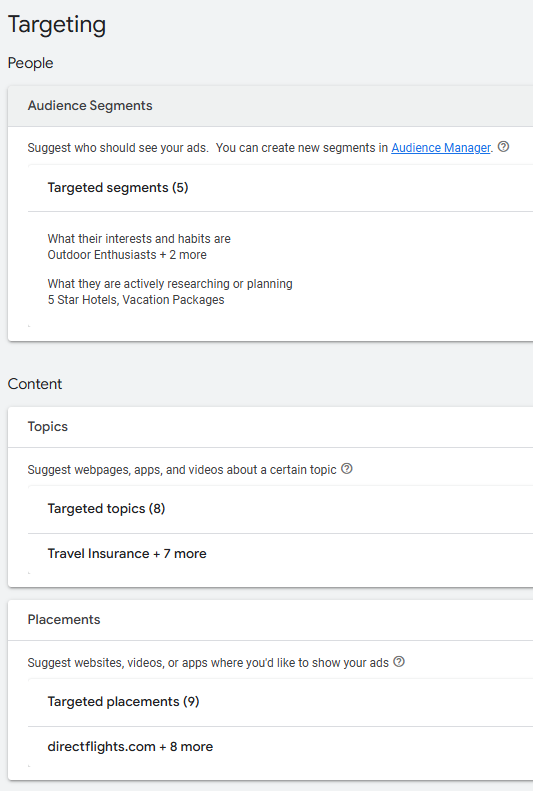 Targeting
People
Audience Segments
Suggest who should see your ads. You can create new segments in Audience Manager.
Targeted segments (5)
What their interests and habits are
Outdoor Enthusiasts + 2 more
What they are actively researching or planning
5 Star Hotels, Vacation Packages
Content
Topics
Suggest webpages, apps, and videos about a certain topic
Targeted topics (8)
Travel Insurance + 7 more
Placements
Suggest websites, videos, or apps where you'd like to show your ads
Targeted placements (9)
directflights.com + 8 more